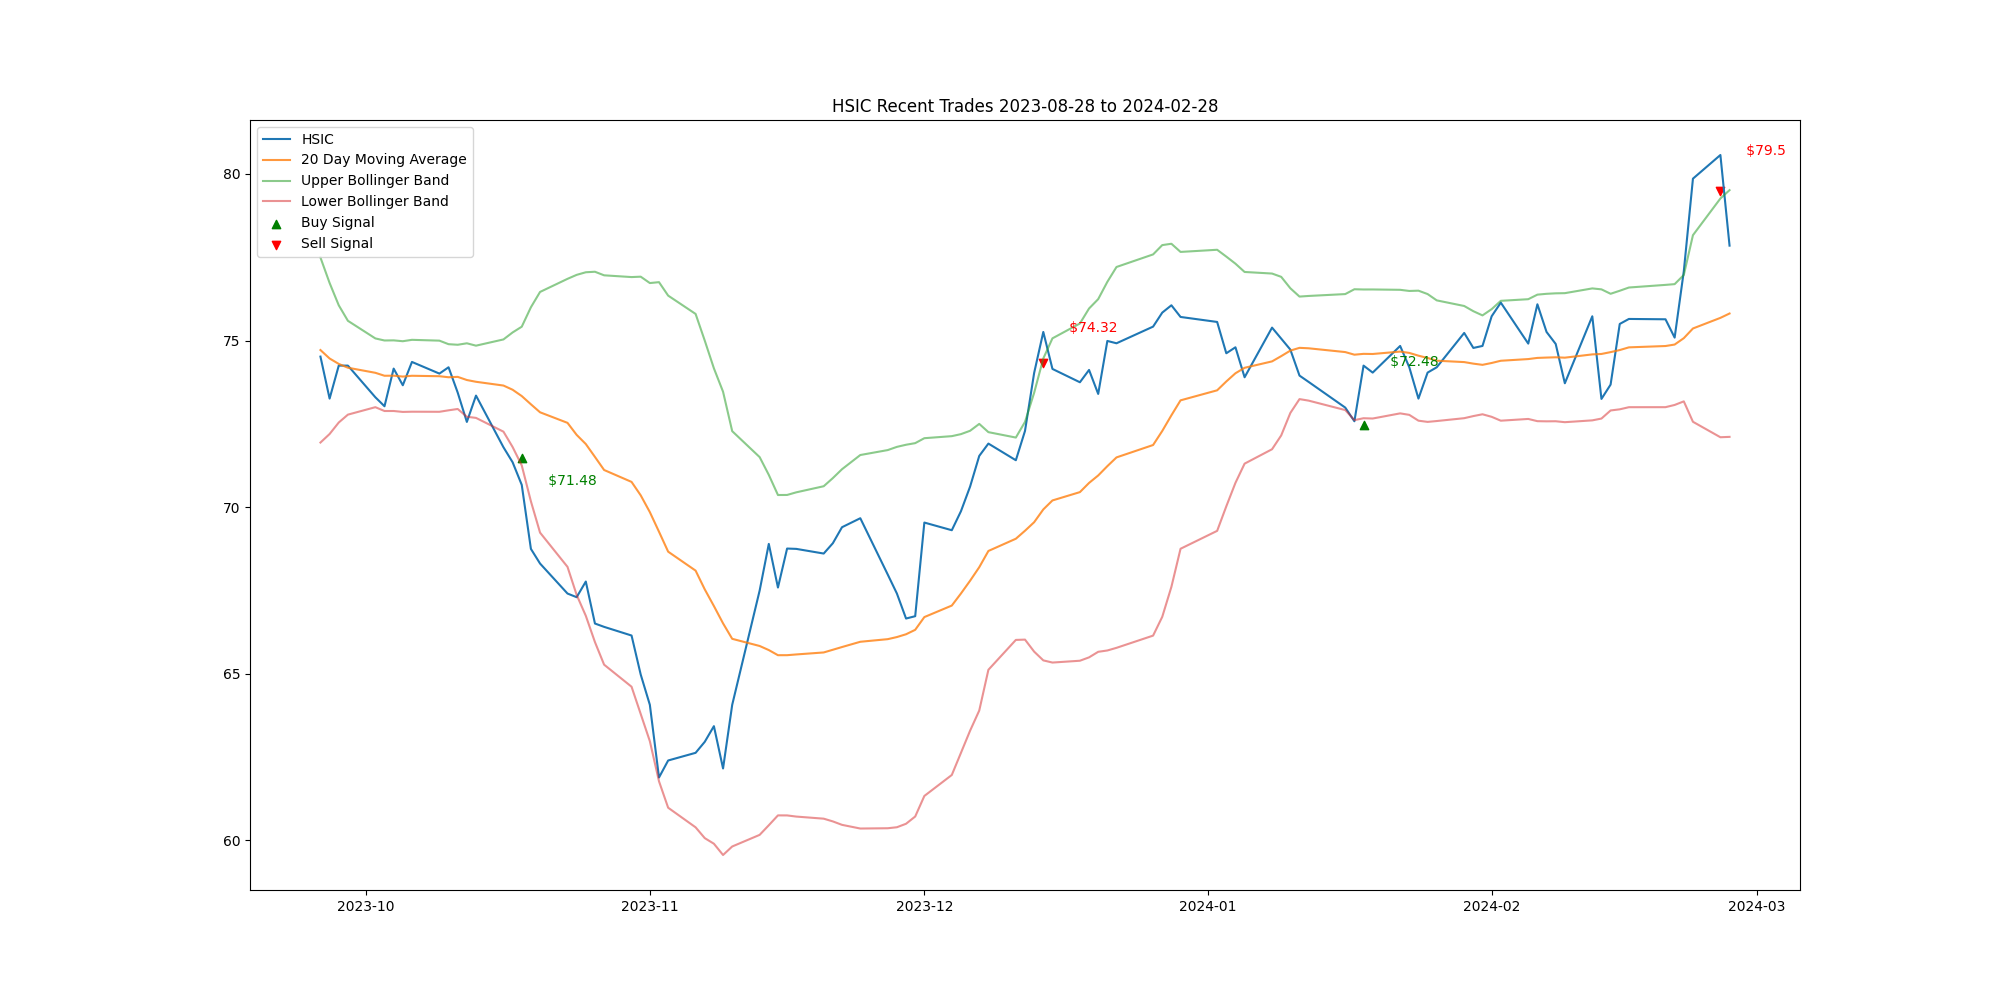 HSIC Recent Trades 2023-08-28 to 2024-02-28
HSIC
20 Day Moving Average
Upper Bollinger Band
Lower Bollinger Band
Buy Signal
Sell Signal
$79.5
$74.32
$72.48
$71.48
80
75
70
65
60
2023-10
2023-11
2023-12
2024-01
2024-02
2024-03